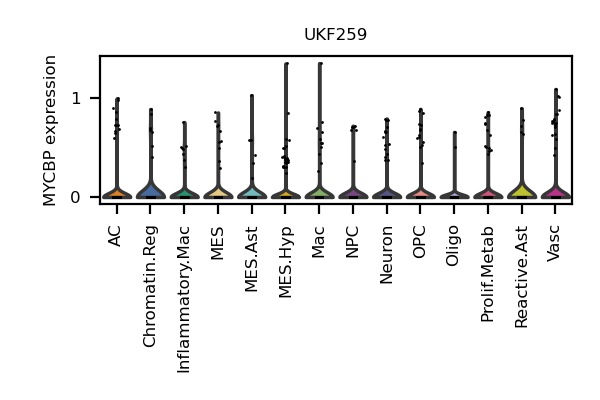 UKF259
MYCBP expression
1
0
AC
Chromatin.Reg
Inflammatory.Mac
MES
MES.Ast
MES.Hyp
Mac
NPC
Neuron
OPC
Oligo
Prolif.Metab
Reactive.Ast
Vasc